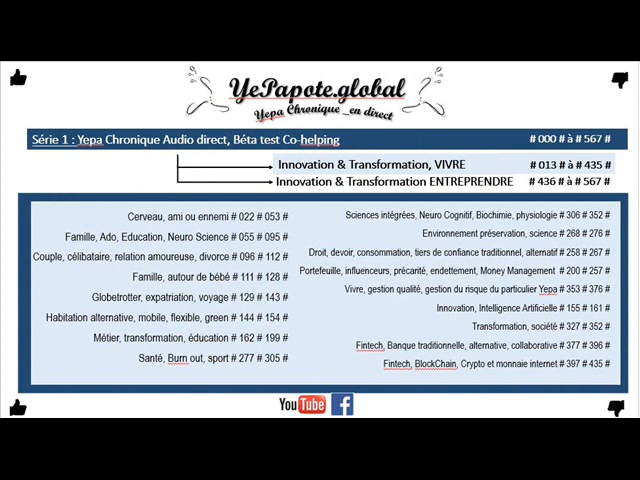 YePapote.global
Yepa Chronique _en direct
Série 1 : Yepa Chronique Audio direct, Béta test Co-helping # 000 # à # 567 #
Innovation & Transformation, VIVRE # 013 # à # 435 #
Innovation & Transformation ENTREPRENDRE # 436 # à # 567 #
Cerveau, ami ou ennemi # 022 # 053 #
Famille, Ado, Education, Neuro Science # 055 # 095 #
Couple, célibataire, relation amoureuse, divorce # 096 # 112 #
Famille, autour de bébé # 111 # 128 #
Globetrotter, expatriation, voyage # 129 # 143 #
Habitation alternative, mobile, flexible, green # 144 # 154 #
Métier, transformation, éducation # 162 # 199 #
Santé, Burn out, sport # 277 # 305 #
Sciences intégrées, Neuro Cognitif, Biochimie, physiologie # 306 # 352 #
Environnement préservation, science # 268 # 276 #
Droit, devoir, consommation, tiers de confiance traditionnel, alternatif # 258 # 267 #
Portefeuille, influenceurs, précarité, endettement, Money Management # 200 # 257 #
Vivre, gestion qualité, gestion du risque du particulier Yepa # 353 # 376 #
Innovation, Intelligence Artificielle # 155 # 161 #
Transformation, société # 327 # 352 #
Fintech, Banque traditionnelle, alternative, collaborative # 377 # 396 #
Fintech, BlockChain, Crypto et monnaie internet # 397 # 435 #
YouTube f